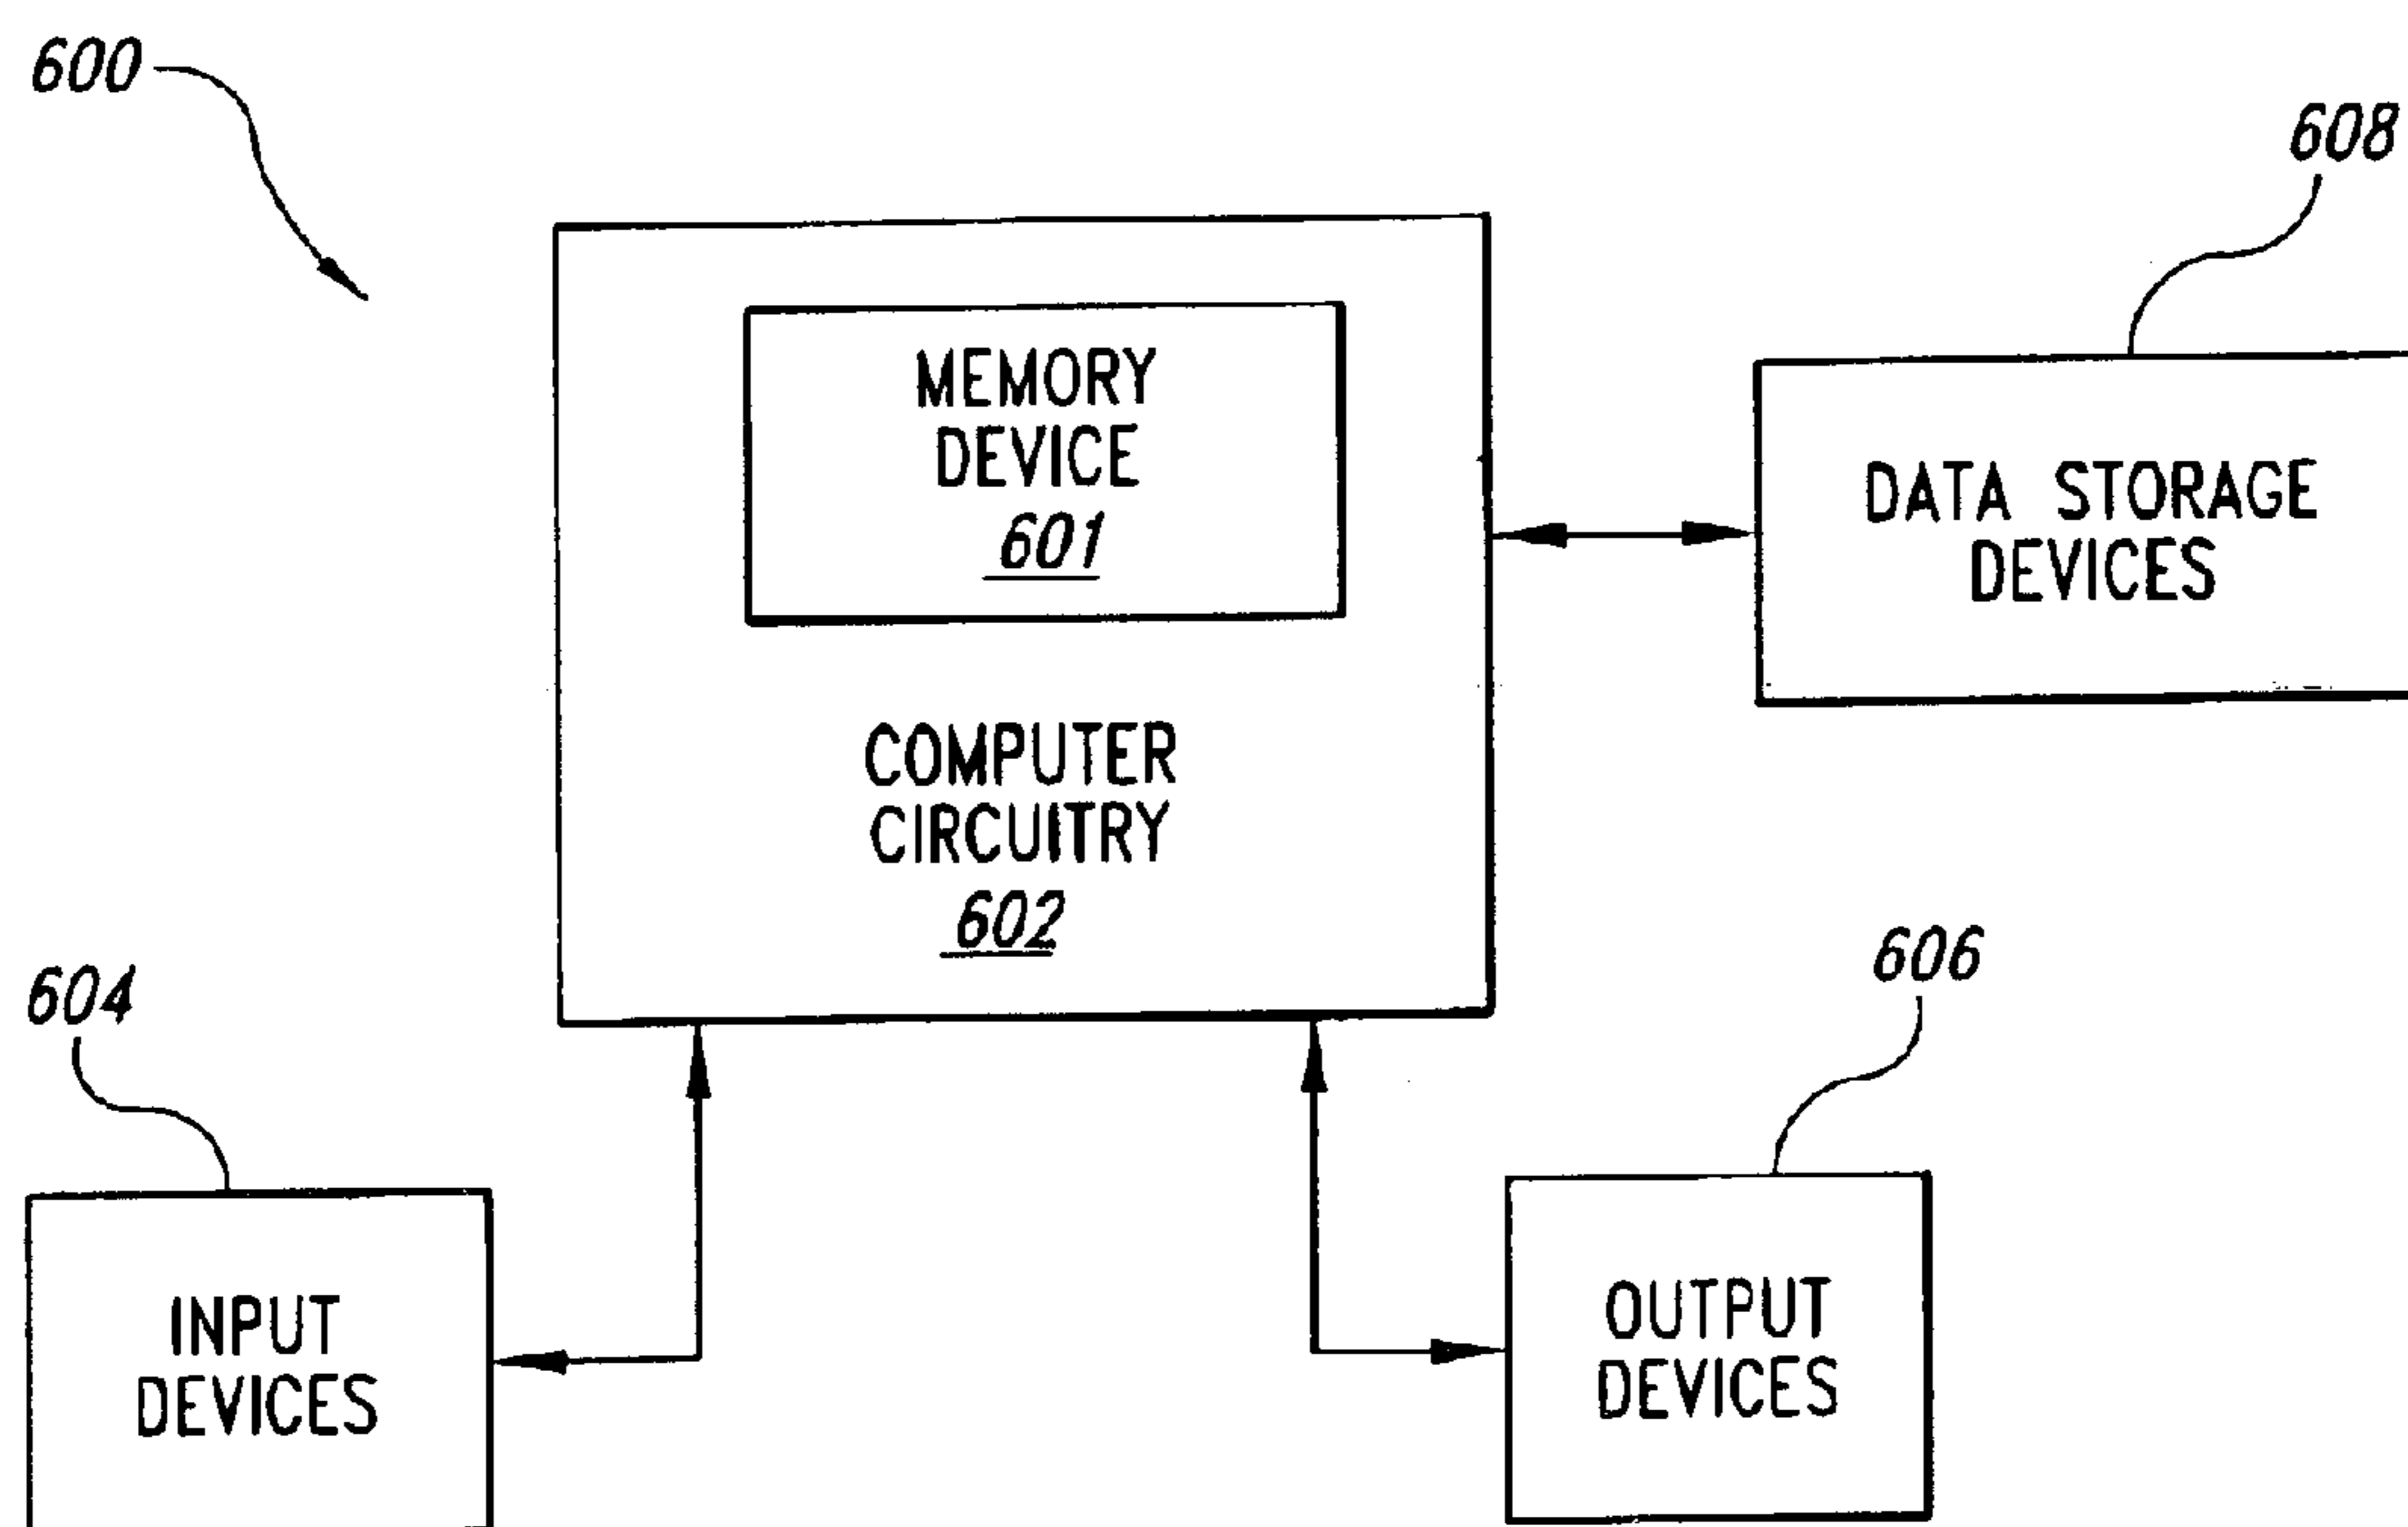 600
608
MEMORY
DEVICE
601
DATA STORAGE
DEVICES
COMPUTER
CIRCUITRY
602
604
606
INPUT
DEVICES
OUTPUT
DEVICES